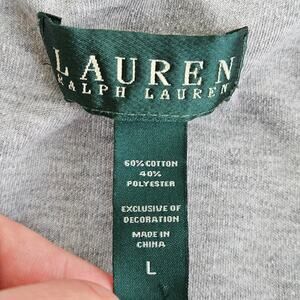 LAUREN
RALPH LAUREN
60% COTTON
40%
POLYESTER
EXCLUSIVE OF
DECORATION
MADE IN
CHINA
L